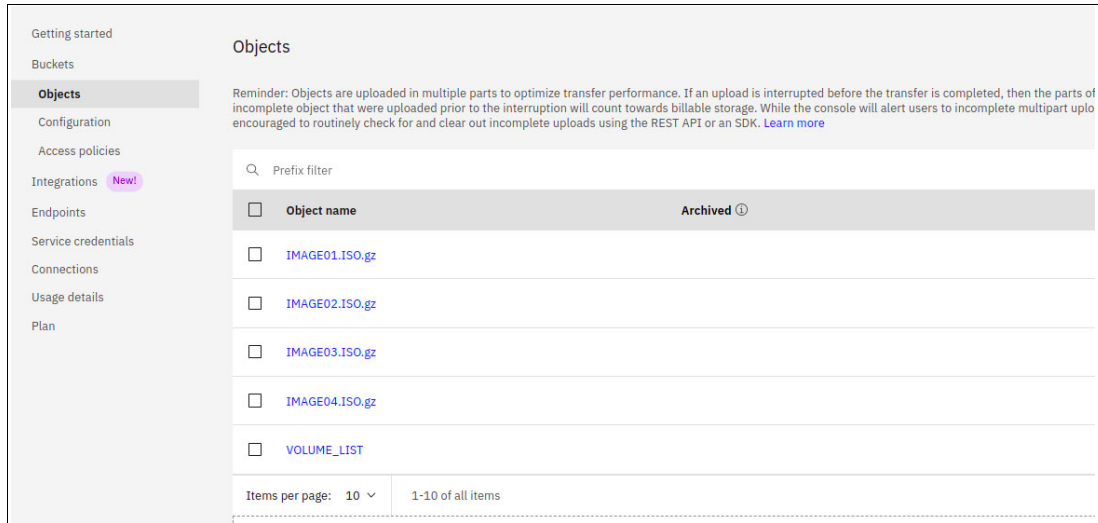 Getting started
Buckets
Objects
Configuration
Access policies
Integrations New!
Endpoints
Service credentials
Connections
Usage details
Plan
Objects
Reminder: Objects are uploaded in multiple parts to optimize transfer performance. If an upload is interrupted before the transfer is completed, then the parts of
incomplete object that were uploaded prior to the interruption will count towards billable storage. While the console will alert users to incomplete multipart uplo
encouraged to routinely check for and clear out incomplete uploads using the REST API or an SDK. Learn more
Prefix filter
Object name Archived
IMAGE01.ISO.gz
IMAGE02.ISO.gz
IMAGE03.ISO.gz
IMAGE04.ISO.gz
VOLUME_LIST
Items per page: 10 1-10 of all items